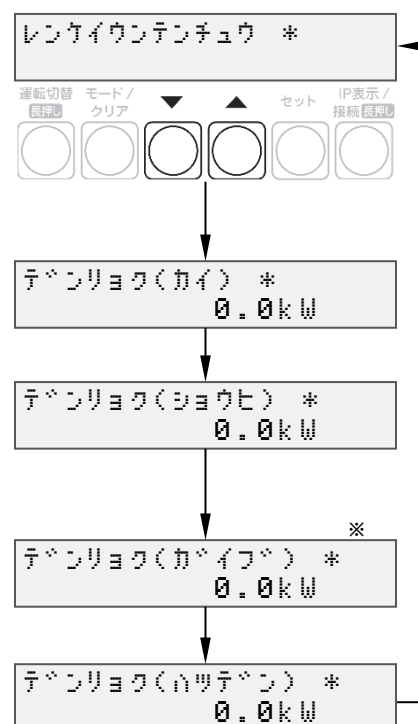 レンケイウンテンチュウ *
運転切替 モード/ ▼ ▲ セット IP表示/
長押し クリア 接続長押し
デンリョク(カイ) *
0.0kW
デンリョク(ショウヒ) *
0.0kW
※
デンリョク(ガイブ) *
0.0kW
デンリョク(ハツデン) *
0.0kW